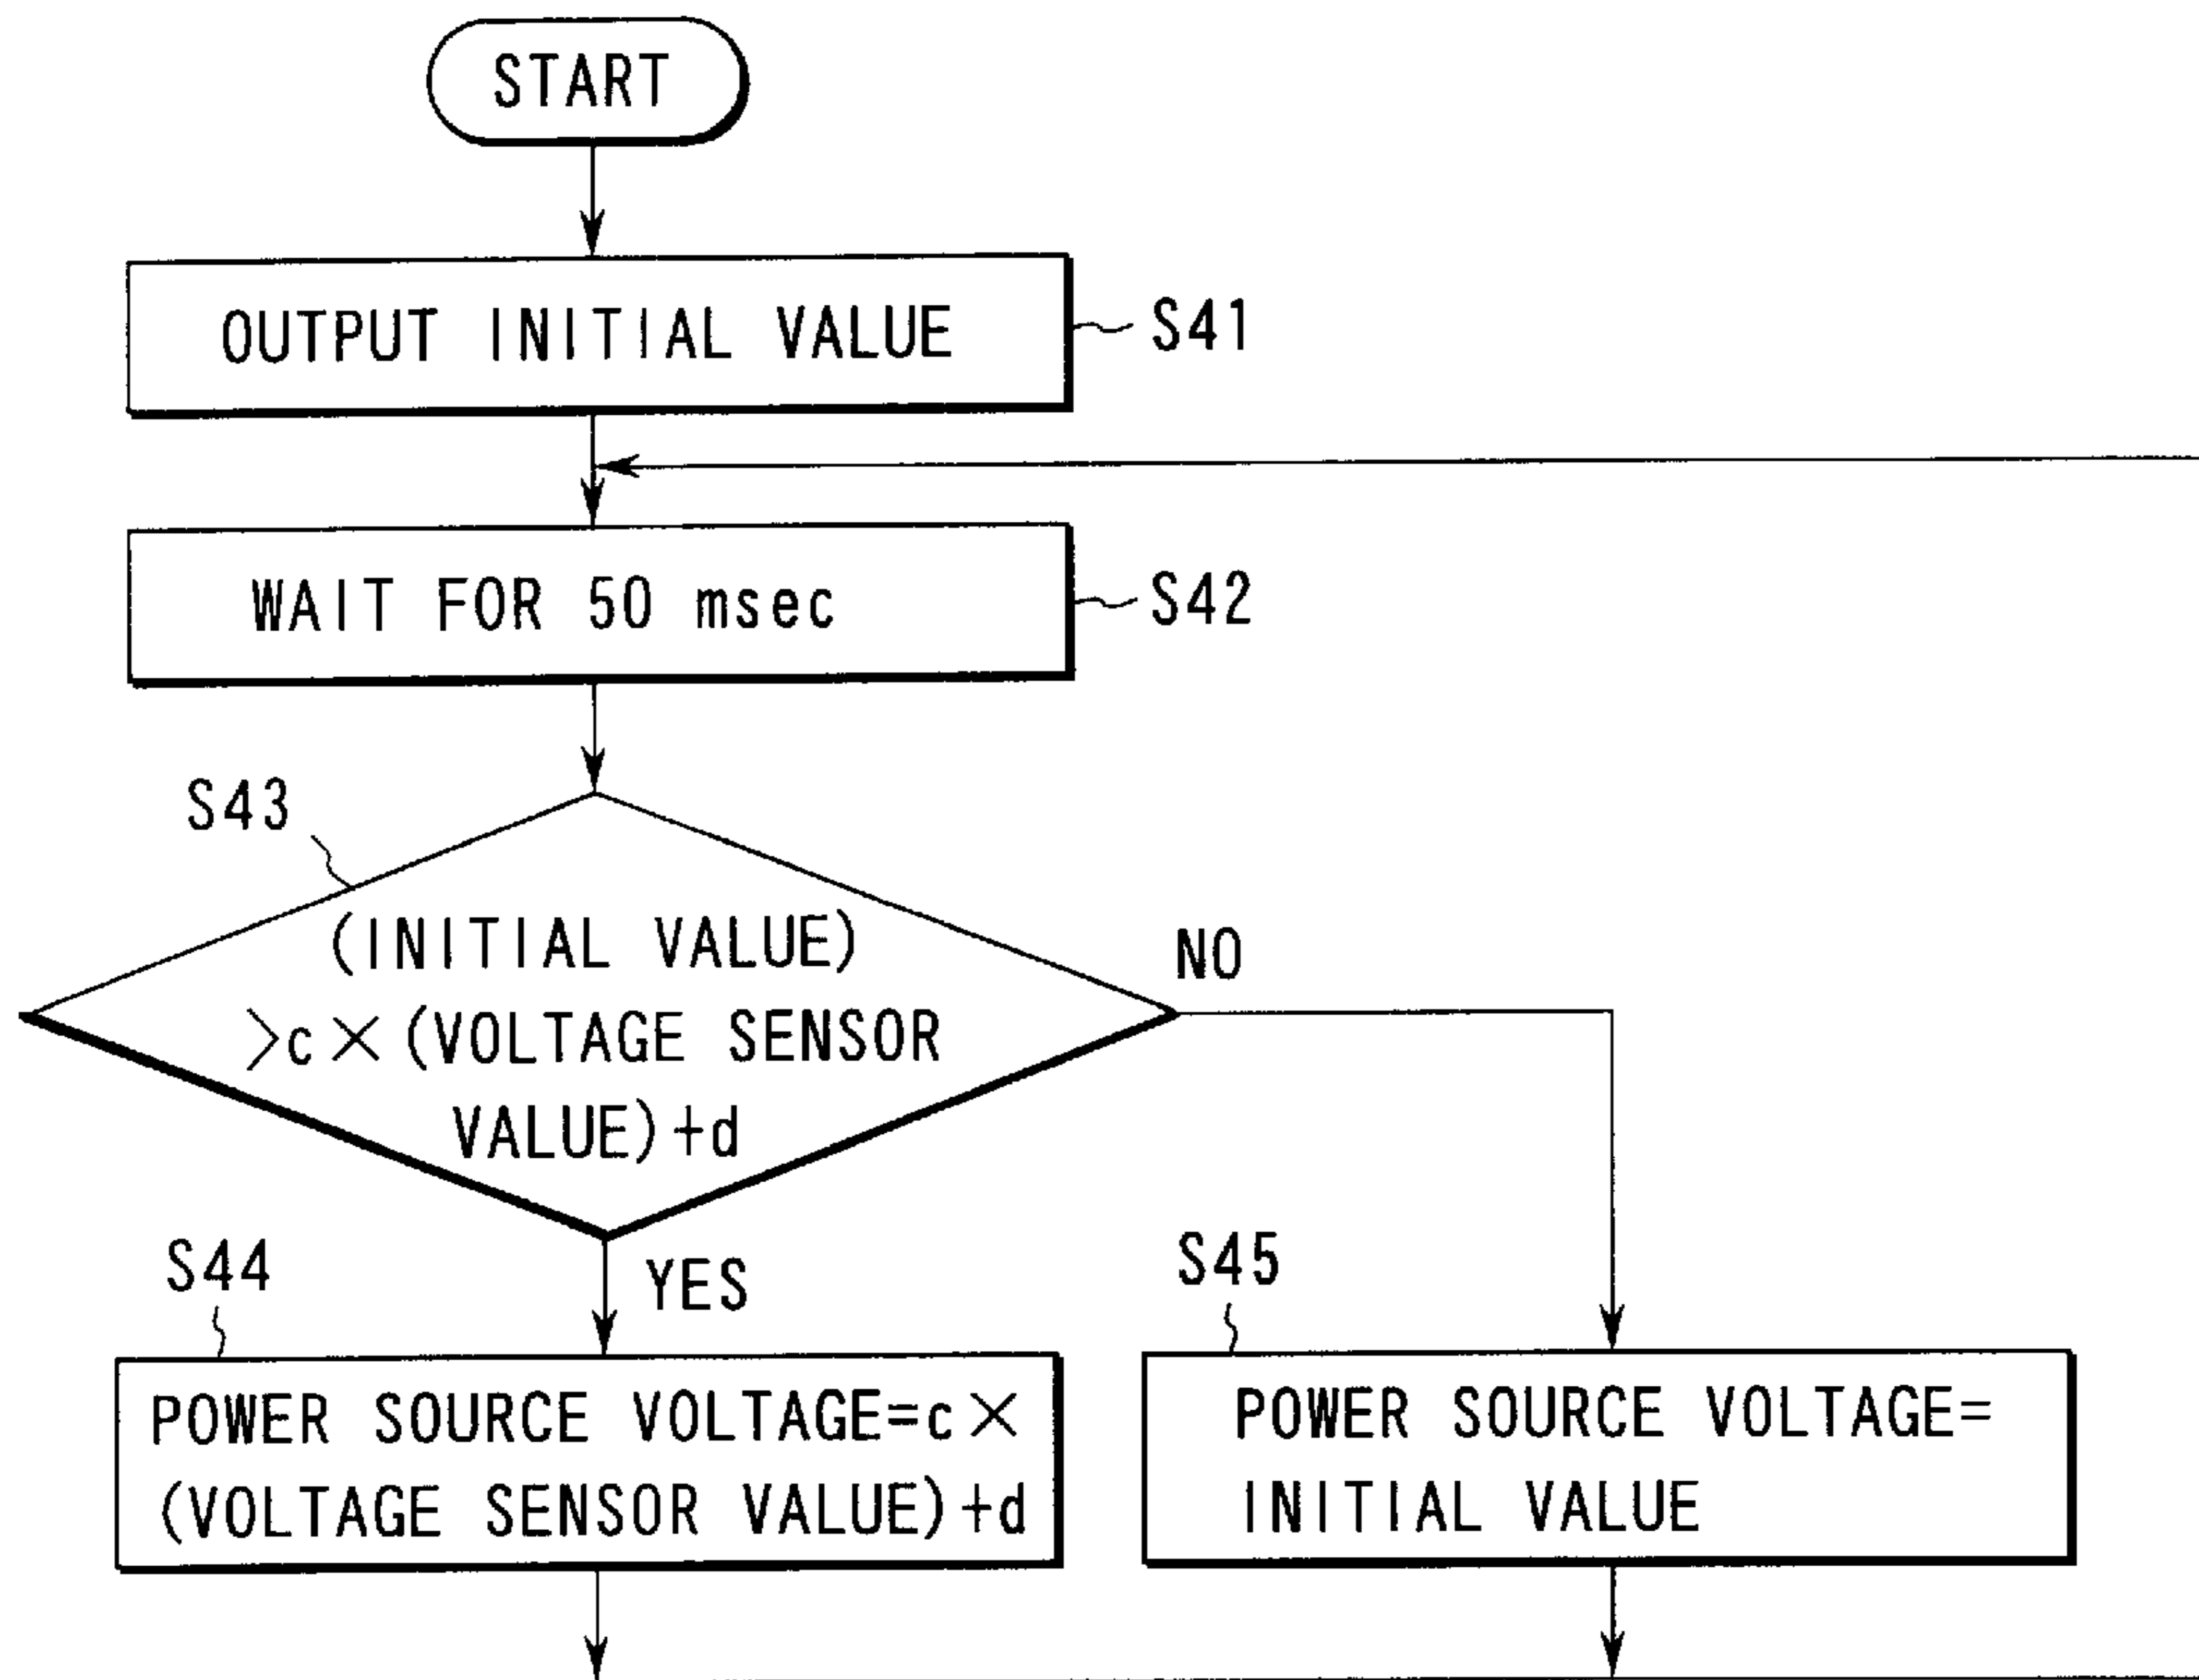 START
OUTPUT INITIAL VALUE
S41
WAIT FOR 50 msec
S42
S43
(INITIAL VALUE)
>c×(VOLTAGE SENSOR
VALUE)+d
NO
YES
S44
POWER SOURCE VOLTAGE=c×
(VOLTAGE SENSOR VALUE)+d
S45
POWER SOURCE VOLTAGE=
INITIAL VALUE